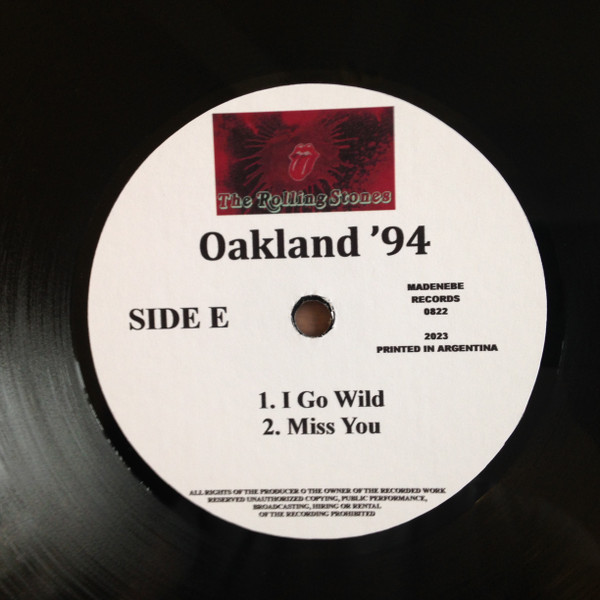 The Rolling Stones
Oakland ’94
SIDE E
MADENEBE
RECORDS
0822
2023
PRINTED IN ARGENTINA
1. I Go Wild
2. Miss You
ALL RIGHTS OF THE PRODUCER O THE OWNER OF THE RECORDED WORK
RESERVED UNAUTHORIZED COPYING, PUBLIC PERFORMANCE,
BROADCASTING, HIRING OR RENTAL
OF THE RECORDING PROHIBITED